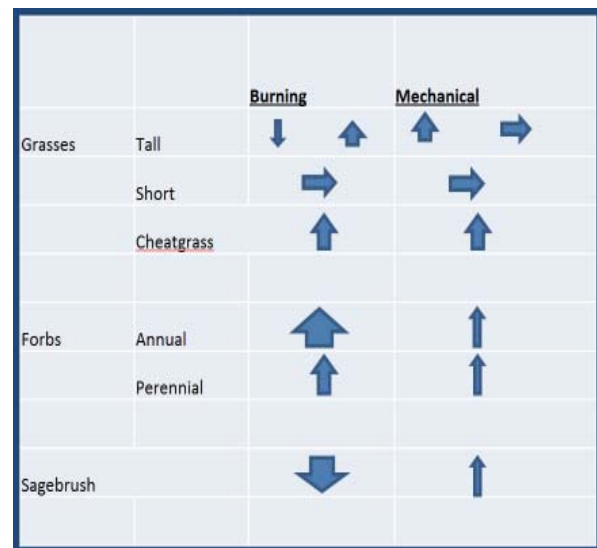 Burning Mechanical
Grasses Tall
Short
Cheatgrass
Forbs Annual
Perennial
Sagebrush